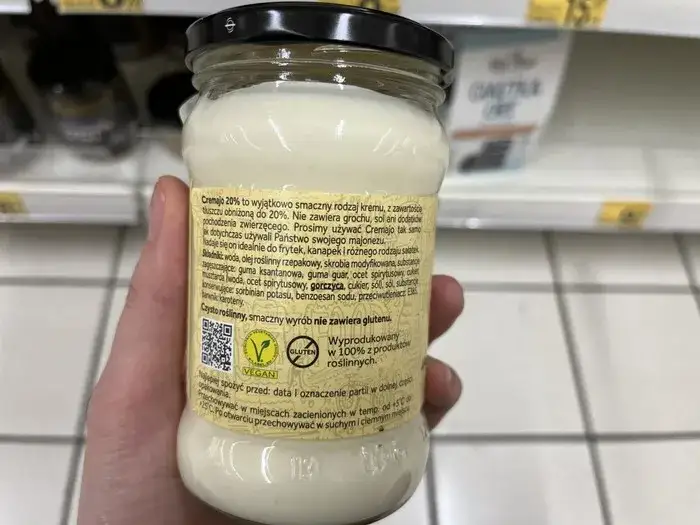 Cremajo 20% to wyjątkowo smaczny rodzaj kremu, z zawartością
tłuszczu obniżoną do 20%. Nie zawiera grochu, soi ani dodatków
pochodzenia zwierzęcego. Prosimy używać Cremajo tak samo
jak dotychczas używali Państwo swojego majonezu.
Nadaje się on idealnie do frytek, kanapek i różnego rodzaju sałatek.
Składniki: woda, olej roślinny rzepakowy, skrobia modyfikowana, substancje
zagęszczające: guma ksantanowa, guma guar, ocet spirytusowy, cukier,
musztarda (woda, ocet spirytusowy, gorczyca, cukier, sól), sól, substancje
konserwujące: sorbinian potasu, benzoesan sodu, przeciwutleniacz: E385,
barwnik: karoteny.
Czysto roślinny, smaczny wyrób nie zawiera glutenu.
VEGAN
GLUTEN
Wyprodukowany
w 100% z produktów
roślinnych.
Najlepiej spożyć przed: data i oznaczenie partii w dolnej części
opakowania.
Przechowywać w miejscach zacienionych w temp. od +5°C do
+25°C. Po otwarciu przechowywać w suchym i ciemnym miejscu